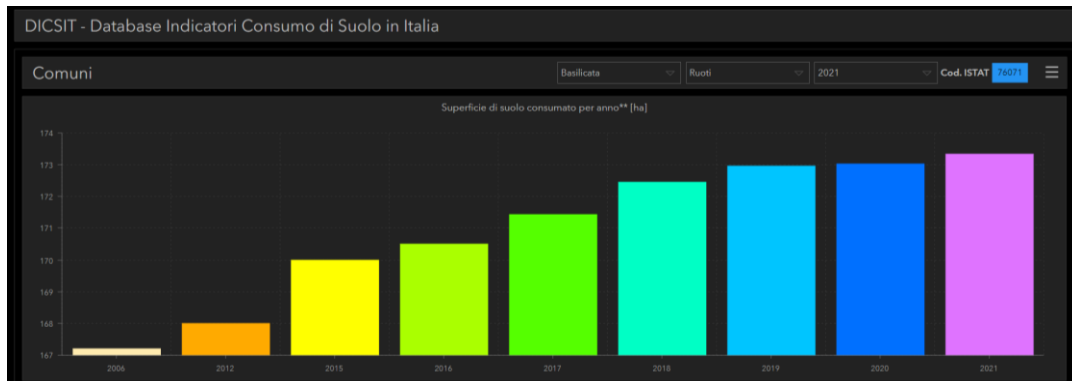 DICSIT - Database Indicatori Consumo di Suolo in Italia
Comuni Basilicata Ruoti 2021 Cod. ISTAT 76071
Superficie di suolo consumato per anno** [ha]
174
173
172
171
170
169
168
167
2006 2012 2015 2016 2017 2018 2019 2020 2021